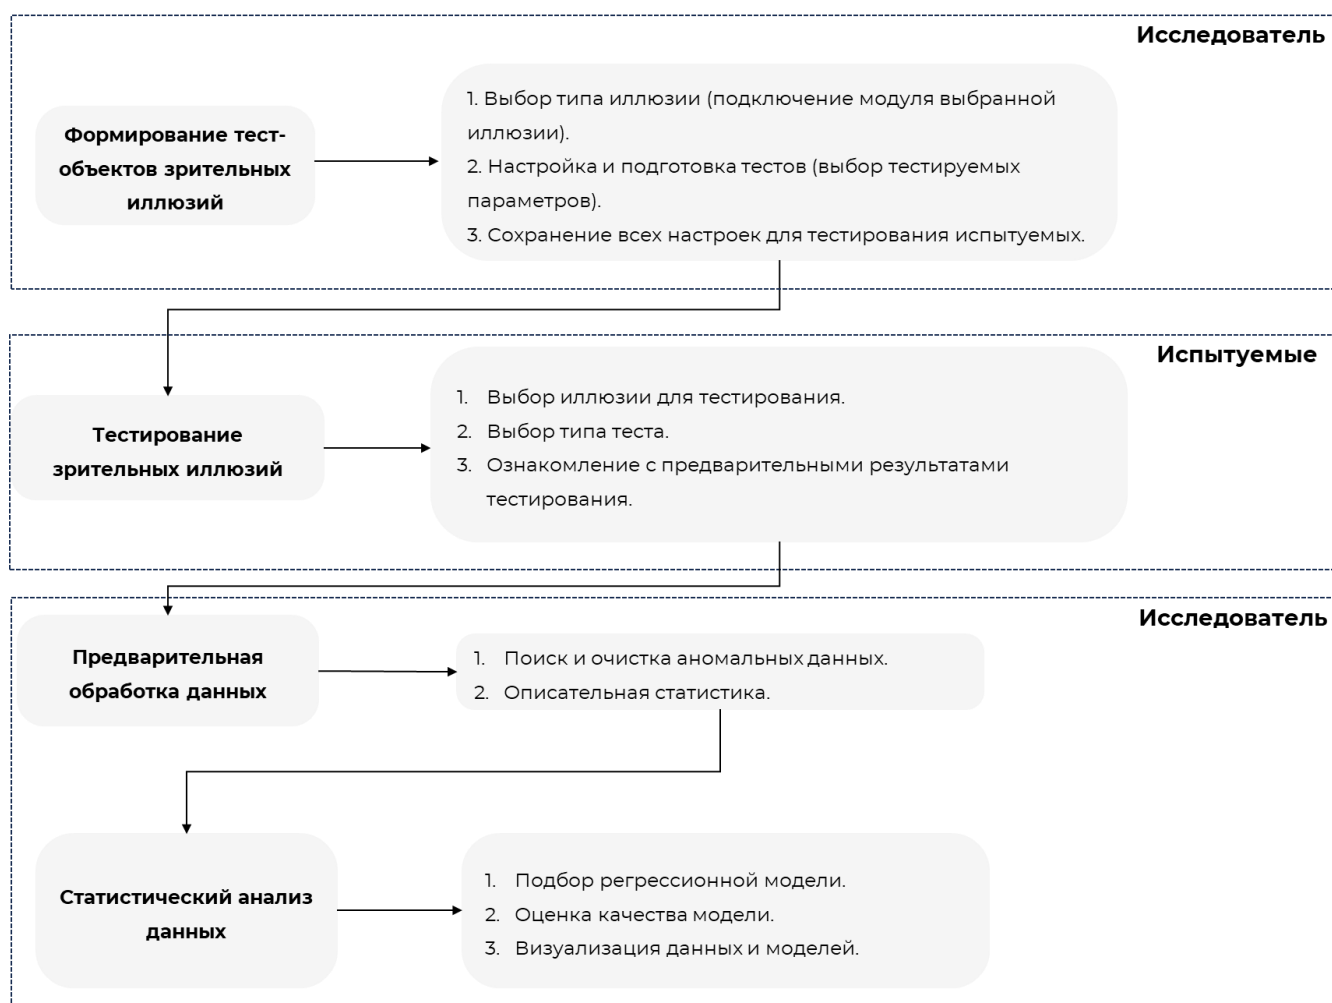 Исследователь
Формирование тест-
объектов зрительных
иллюзий
1. Выбор типа иллюзии (подключение модуля выбранной
иллюзии).
2. Настройка и подготовка тестов (выбор тестируемых
параметров).
3. Сохранение всех настроек для тестирования испытуемых.
Испытуемые
Тестирование
зрительных иллюзий
1. Выбор иллюзии для тестирования.
2. Выбор типа теста.
3. Ознакомление с предварительными результатами
тестирования.
Исследователь
Предварительная
обработка данных
1. Поиск и очистка аномальных данных.
2. Описательная статистика.
Статистический анализ
данных
1. Подбор регрессионной модели.
2. Оценка качества модели.
3. Визуализация данных и моделей.